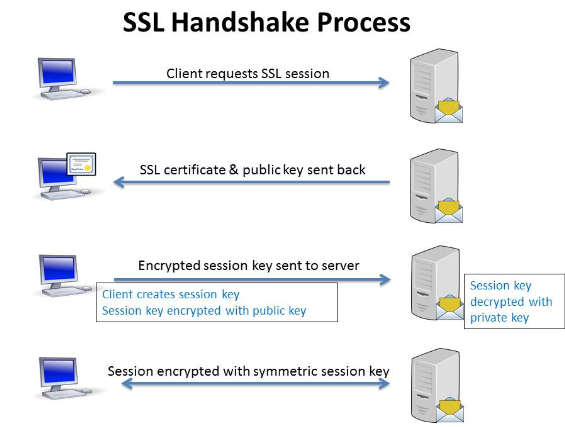 SSL Handshake Process
Client requests SSL session
SSL certificate & public key sent back
Encrypted session key sent to server
Client creates session key
Session key encrypted with public key
Session key
decrypted with
private key
Session encrypted with symmetric session key